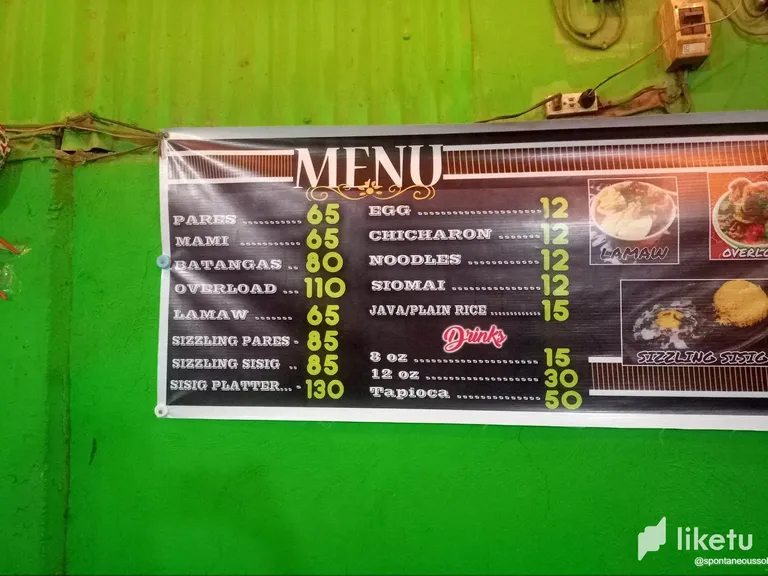 MENU
PARES ............ 65
MAMI ............ 65
BATANGAS .. 80
OVERLOAD ... 110
LAMAW ....... 65
SIZZLING PARES - 85
SIZZLING SISIG .. 85
SISIG PLATTER... - 130
EGG ...................... 12
CHICHARON ........ 12
NOODLES ............. 12
SIOMAI ................ 12
JAVA/PLAIN RICE ............. 15
Drinks
8 oz ...................... 15
12 oz .................... 30
Tapioca ................ 50
LAMAW
SIZZLING SISIG
liketu